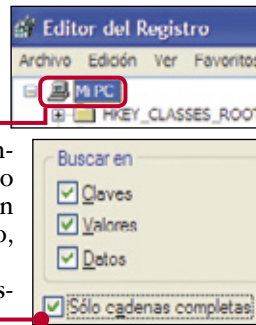 Editor del Registro
Archivo Edición Ver Favoritos
Mi PC
HKEY_CLASSES_ROOT
Buscar en
Claves
Valores
Datos
Sólo cadenas completas